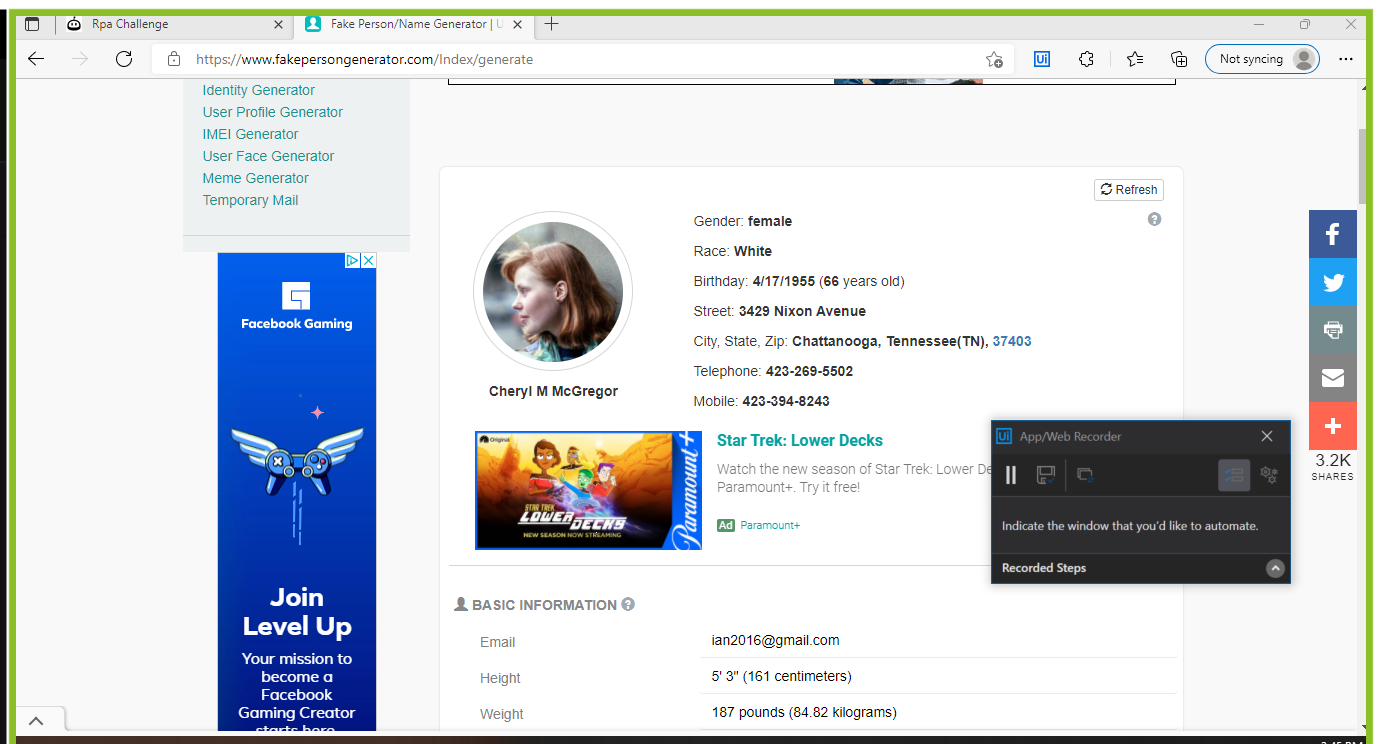 Rpa Challenge
Fake Person/Name Generator | U
https://www.fakepersongenerator.com/Index/generate
Ui
Not syncing
Identity Generator
User Profile Generator
IMEI Generator
User Face Generator
Meme Generator
Temporary Mail
Facebook Gaming
Join
Level Up
Your mission to
become a
Facebook
Gaming Creator
starts here
Refresh
Cheryl M McGregor
Gender: female
Race: White
Birthday: 4/17/1955 (66 years old)
Street: 3429 Nixon Avenue
City, State, Zip: Chattanooga, Tennessee(TN), 37403
Telephone: 423-269-5502
Mobile: 423-394-8243
Original
STAR TREK
LOWER DECKS
NEW SEASON NOW STREAMING
Paramount+
Star Trek: Lower Decks
Watch the new season of Star Trek: Lower De
Paramount+. Try it free!
Ad Paramount+
BASIC INFORMATION
Email ian2016@gmail.com
Height 5' 3" (161 centimeters)
Weight 187 pounds (84.82 kilograms)
Ui App/Web Recorder
Indicate the window that you'd like to automate.
Recorded Steps
3.2K
SHARES